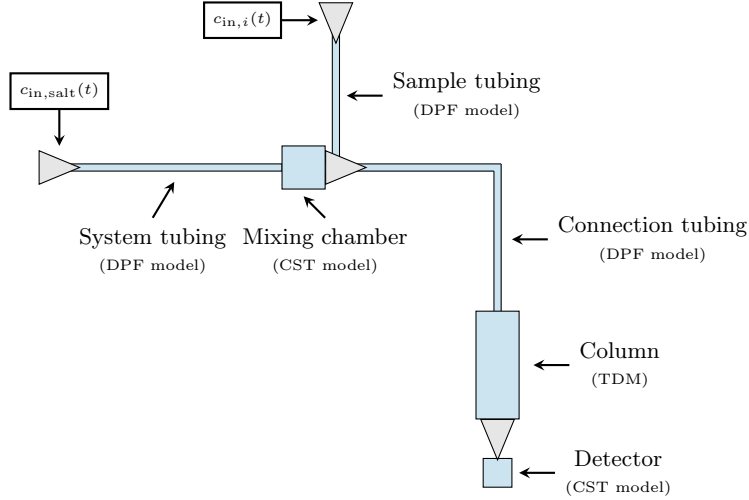 c_in,i(t)
Sample tubing
(DPF model)
c_in,salt(t)
System tubing
(DPF model)
Mixing chamber
(CST model)
Connection tubing
(DPF model)
Column
(TDM)
Detector
(CST model)